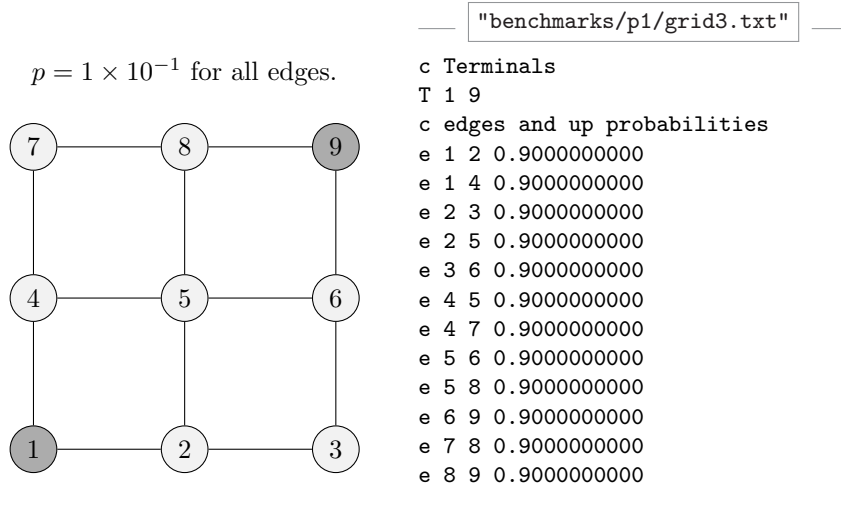 p = 1 × 10⁻¹ for all edges.
7
8
9
4
5
6
1
2
3
"benchmarks/p1/grid3.txt"
c Terminals
T 1 9
c edges and up probabilities
e 1 2 0.9000000000
e 1 4 0.9000000000
e 2 3 0.9000000000
e 2 5 0.9000000000
e 3 6 0.9000000000
e 4 5 0.9000000000
e 4 7 0.9000000000
e 5 6 0.9000000000
e 5 8 0.9000000000
e 6 9 0.9000000000
e 7 8 0.9000000000
e 8 9 0.9000000000